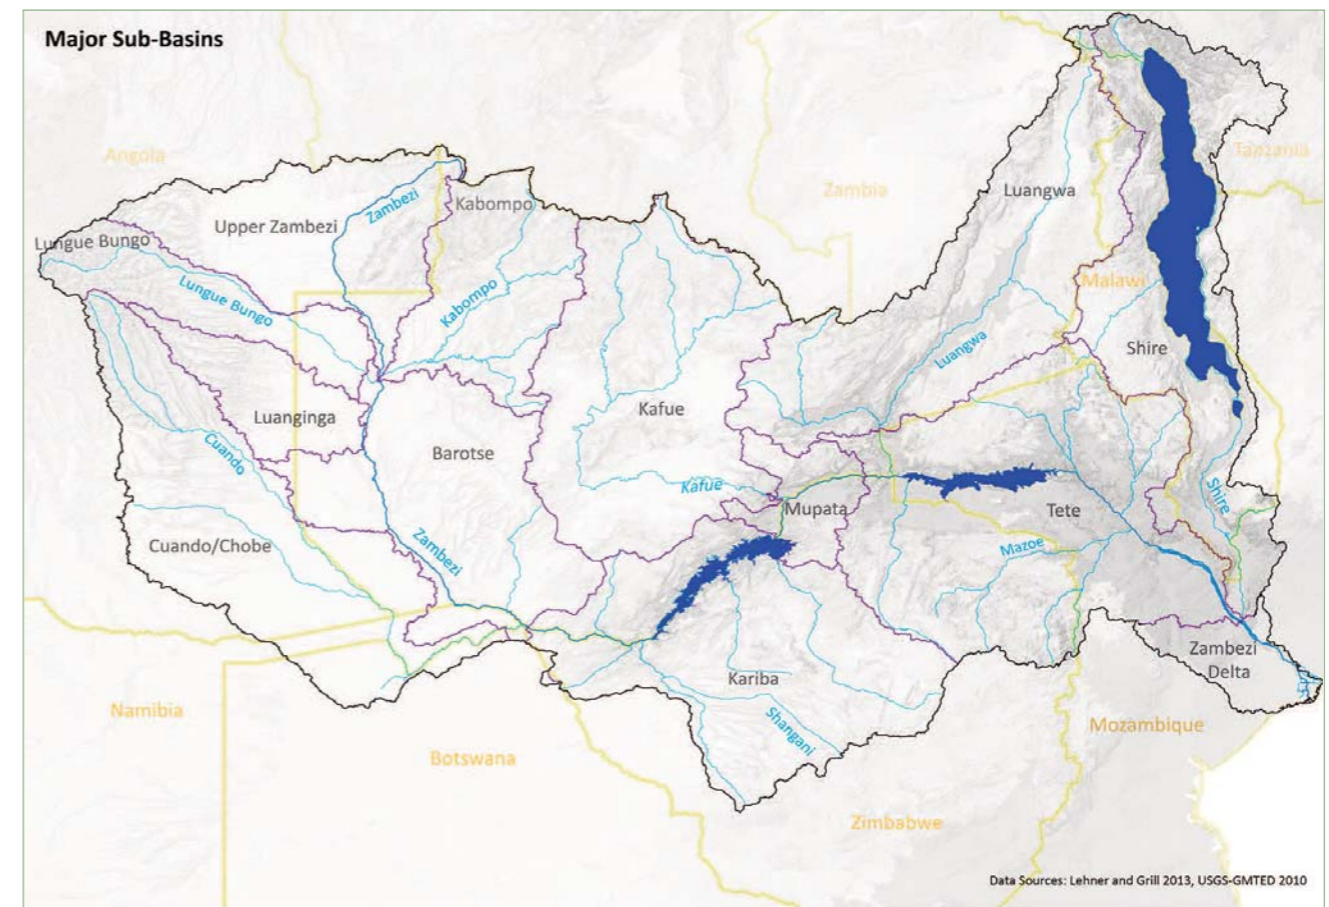 Major Sub-Basins
Angola
Tanzania
Zambia
Luangwa
Zambezi
Kabompo
Upper Zambezi
Lungue Bungo
Lungue Bungo
Kabompo
Malawi
Luangwa
Shire
Luanginga
Kafue
Barotse
Cuando
Kafue
Shire
Mupata
Tete
Mazoe
Zambezi
Cuando/Chobe
Zambezi
Delta
Kariba
Shangani
Namibia
Mozambique
Botswana
Zimbabwe
Data Sources: Lehner and Grill 2013, USGS-GMTED 2010